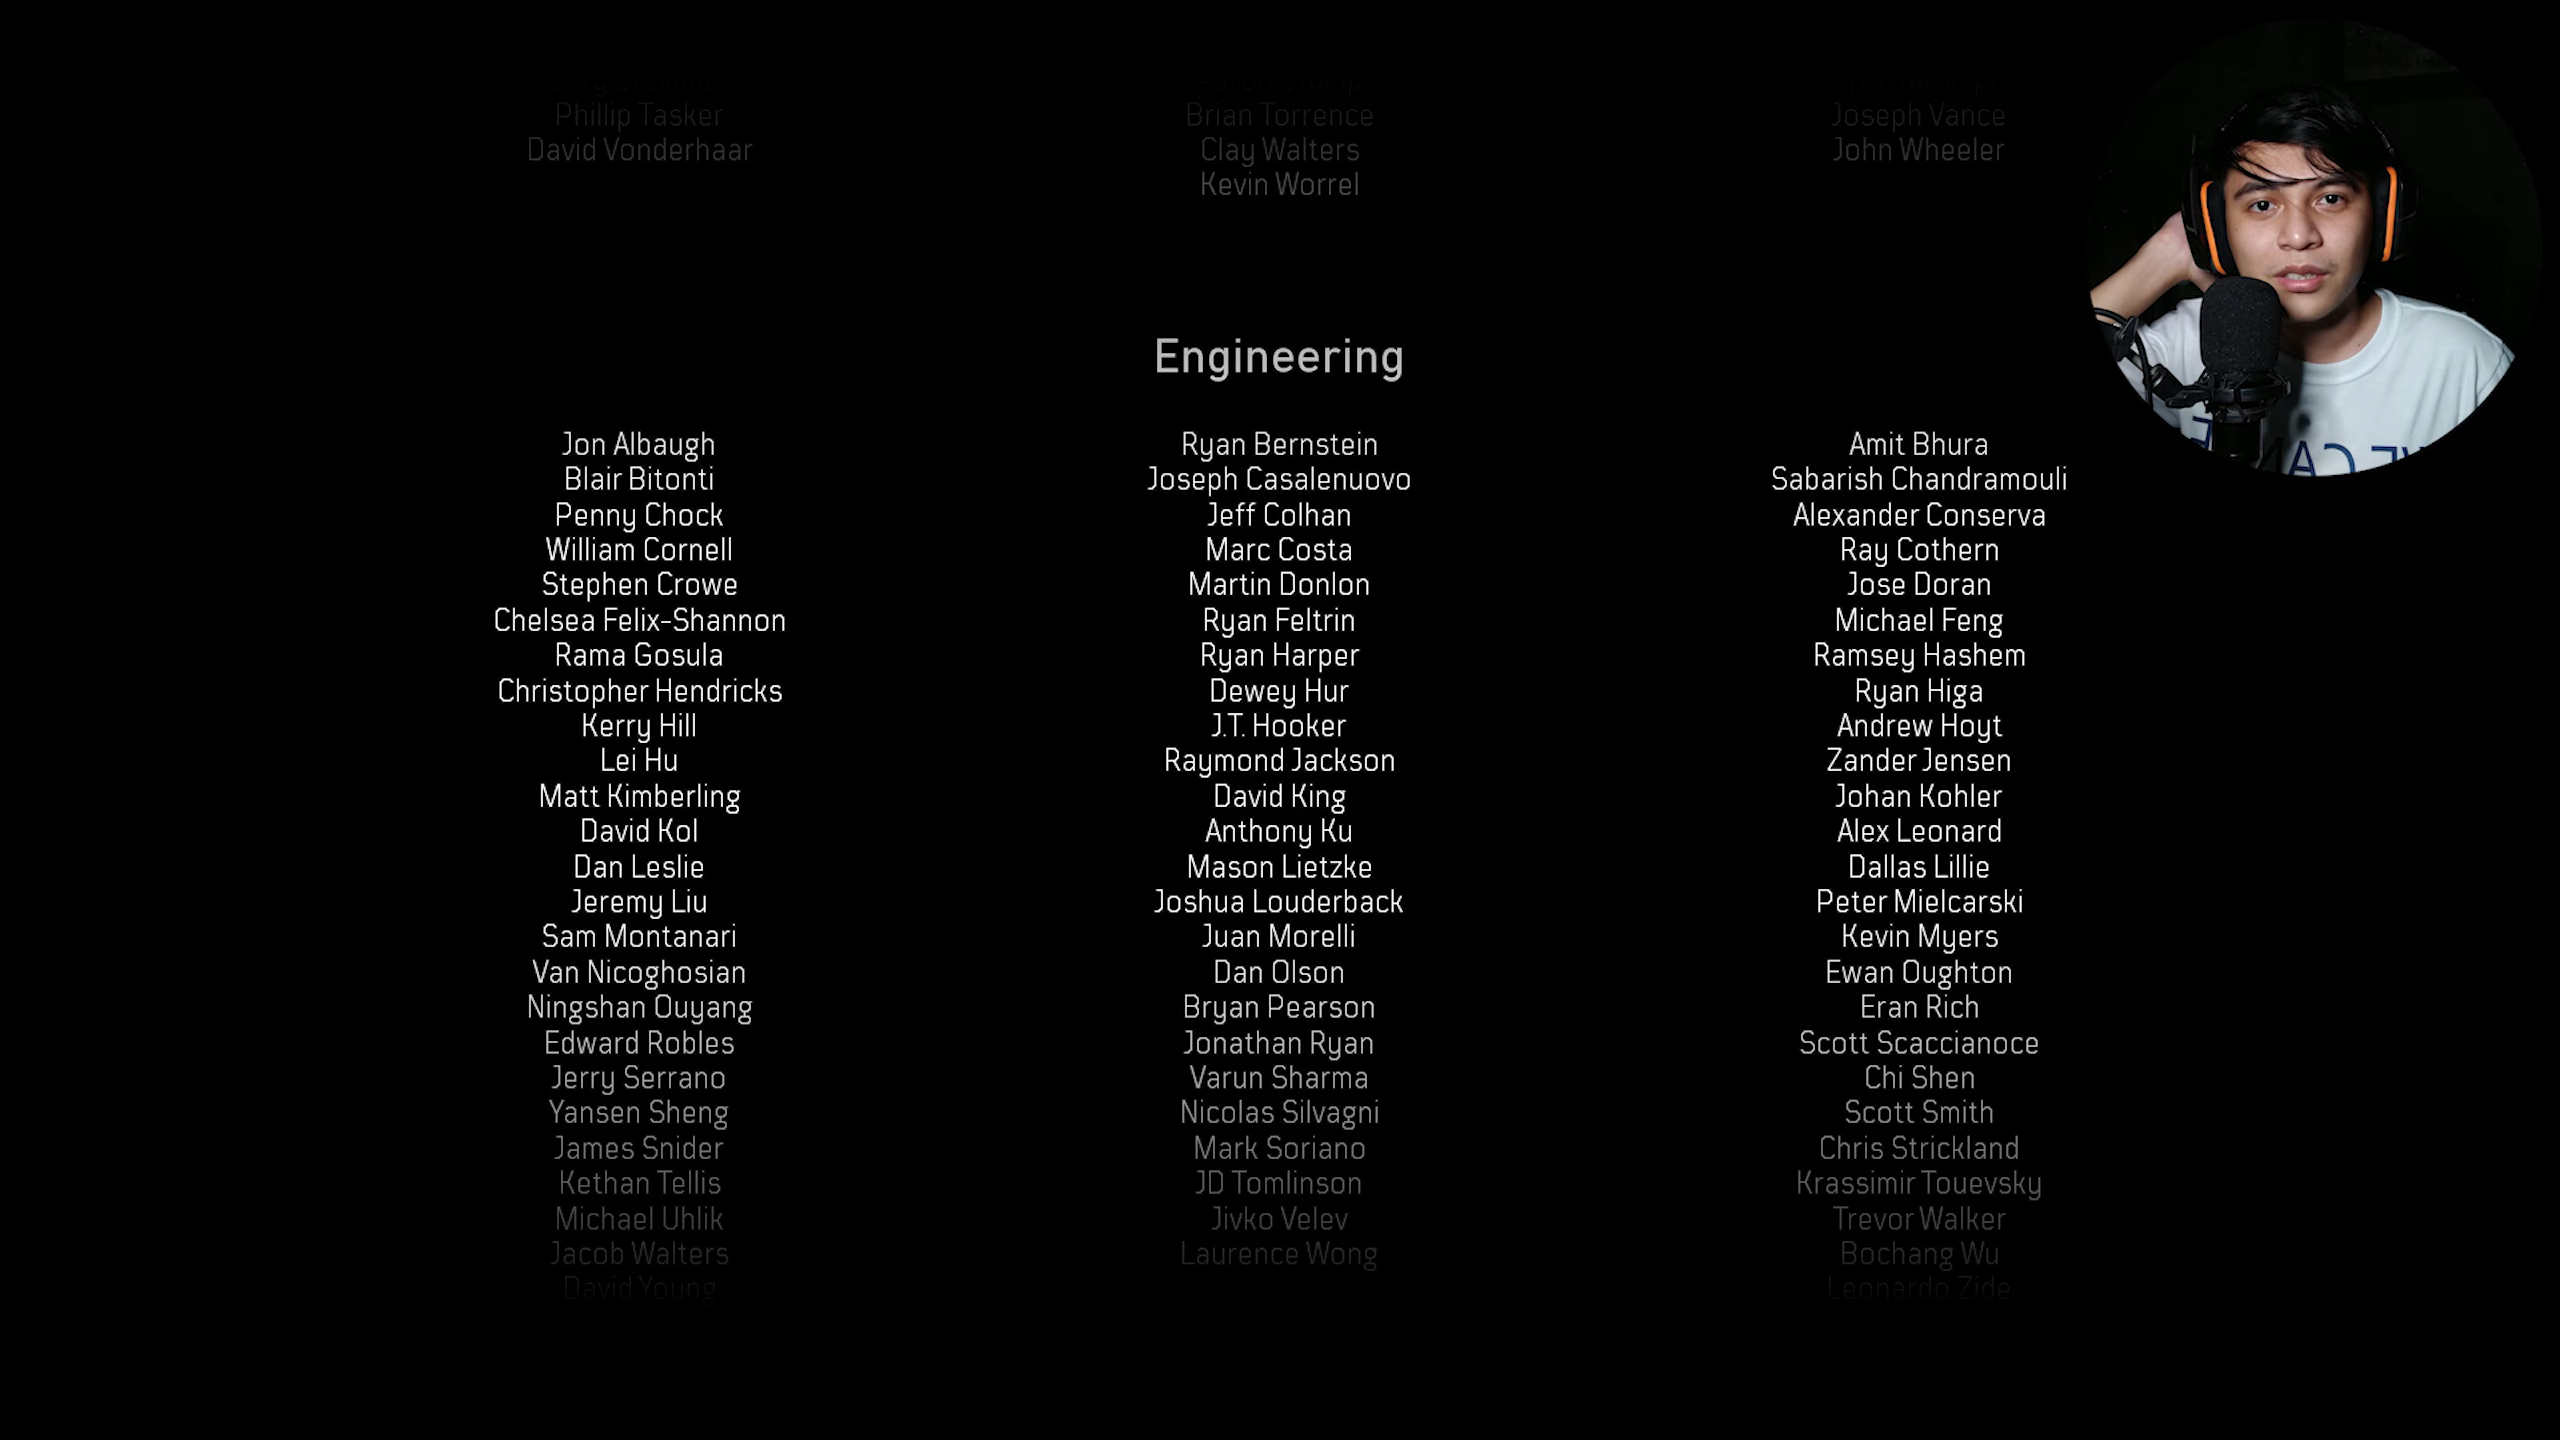 Phillip Tasker Brian Torrence Joseph Vance
David Vonderhaar Clay Walters John Wheeler
Kevin Worrel
Engineering
Jon Albaugh Ryan Bernstein Amit Bhura
Blair Bitonti Joseph Casalenuovo Sabarish Chandramouli
Penny Chock Jeff Colhan Alexander Conserva
William Cornell Marc Costa Ray Cothern
Stephen Crowe Martin Donlon Jose Doran
Chelsea Felix-Shannon Ryan Feltrin Michael Feng
Rama Gosula Ryan Harper Ramsey Hashem
Christopher Hendricks Dewey Hur Ryan Higa
Kerry Hill J.T. Hooker Andrew Hoyt
Lei Hu Raymond Jackson Zander Jensen
Matt Kimberling David King Johan Kohler
David Kol Anthony Ku Alex Leonard
Dan Leslie Mason Lietzke Dallas Lillie
Jeremy Liu Joshua Louderback Peter Mielcarski
Sam Montanari Juan Morelli Kevin Myers
Van Nicoghosian Dan Olson Ewan Oughton
Ningshan Ouyang Bryan Pearson Eran Rich
Edward Robles Jonathan Ryan Scott Scaccianoce
Jerry Serrano Varun Sharma Chi Shen
Yansen Sheng Nicolas Silvagni Scott Smith
James Snider Mark Soriano Chris Strickland
Kethan Tellis JD Tomlinson Krassimir Touevsky
Michael Uhlik Jivko Velev Trevor Walker
Jacob Walters Laurence Wong Bochang Wu
David Young Leonardo Zide